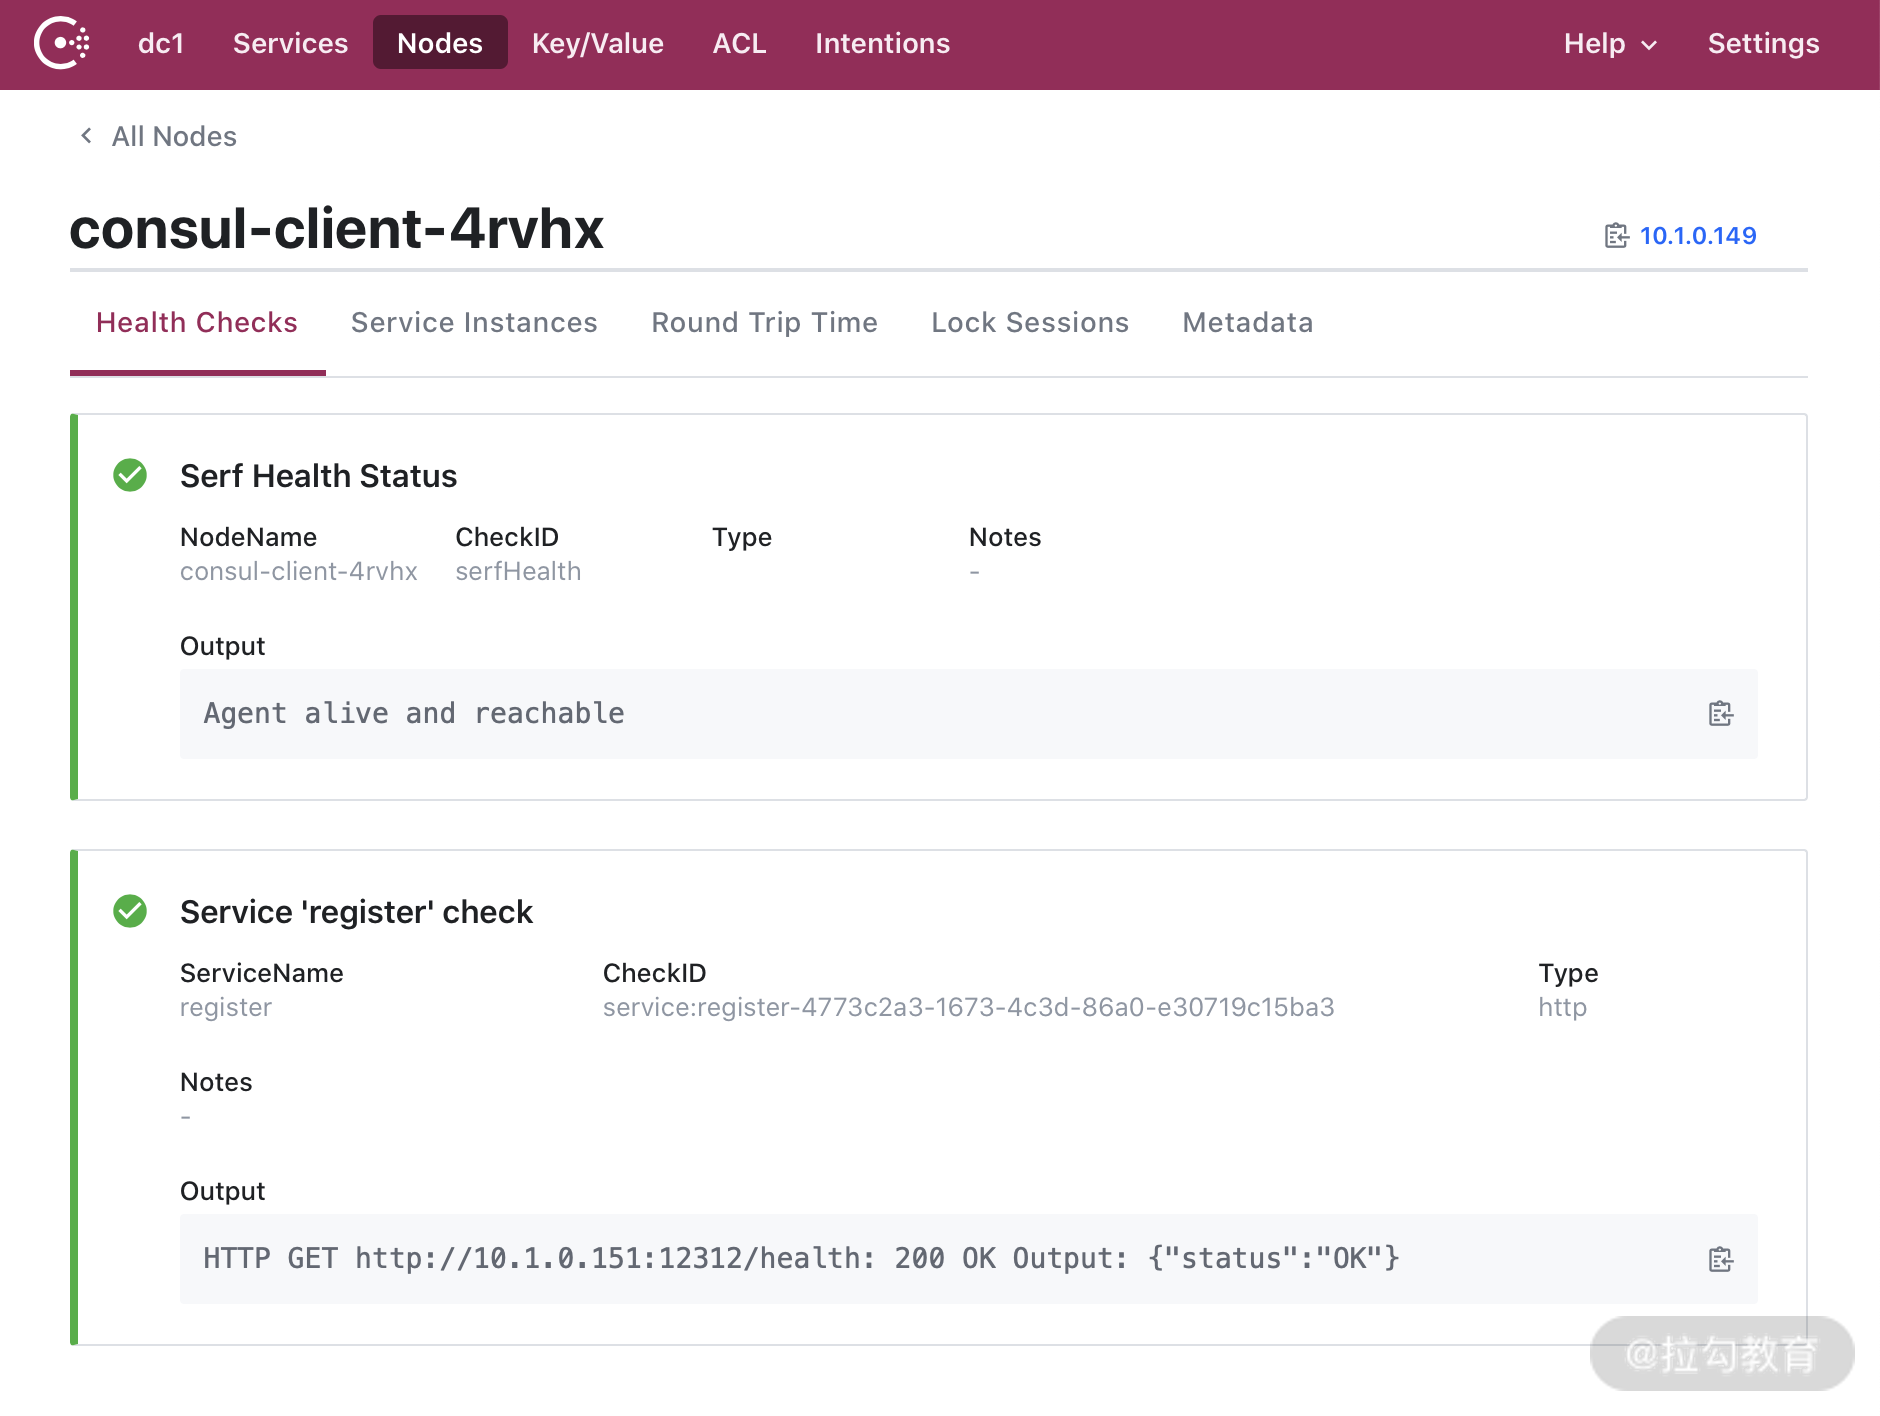 dc1 Services Nodes Key/Value ACL Intentions Help Settings
All Nodes
consul-client-4rvhx 10.1.0.149
Health Checks Service Instances Round Trip Time Lock Sessions Metadata
Serf Health Status
NodeName CheckID Type Notes
consul-client-4rvhx serfHealth -
Output
Agent alive and reachable
Service 'register' check
ServiceName CheckID Type
register service:register-4773c2a3-1673-4c3d-86a0-e30719c15ba3 http
Notes
-
Output
HTTP GET http://10.1.0.151:12312/health: 200 OK Output: {"status":"OK"}
@拉勾教育